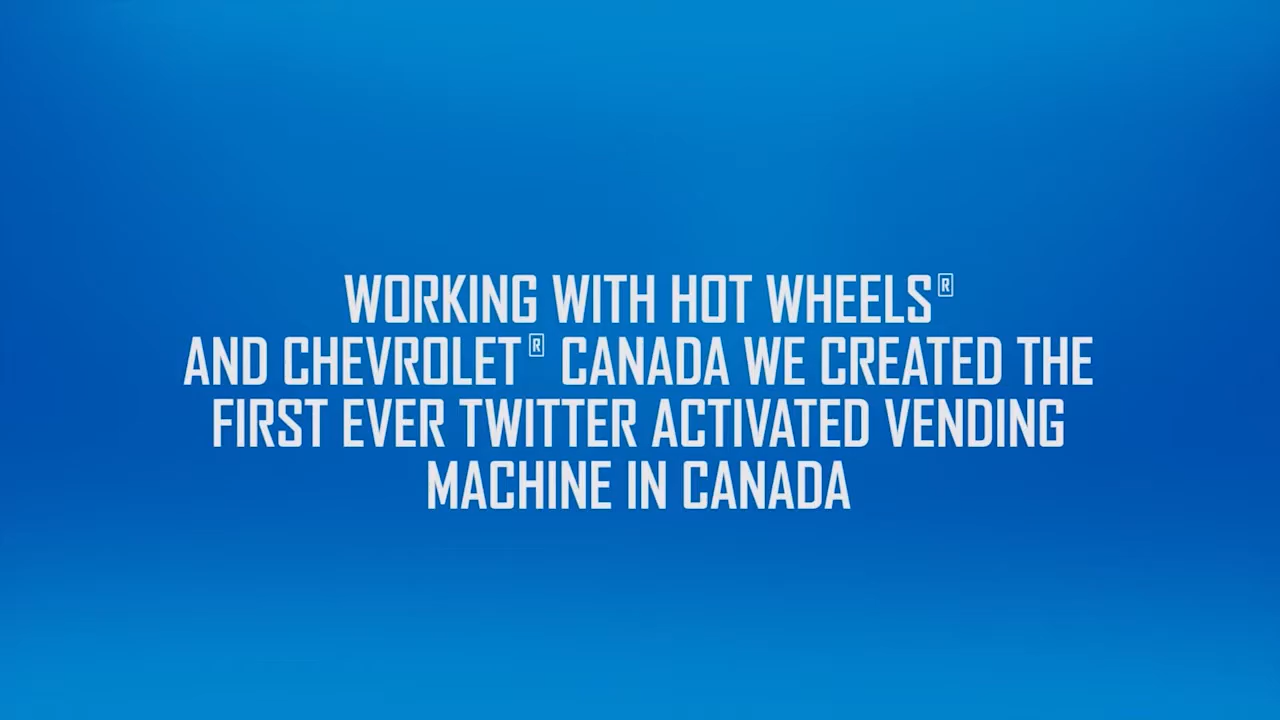 WORKING WITH HOT WHEELS®
AND CHEVROLET® CANADA WE CREATED THE
FIRST EVER TWITTER ACTIVATED VENDING
MACHINE IN CANADA